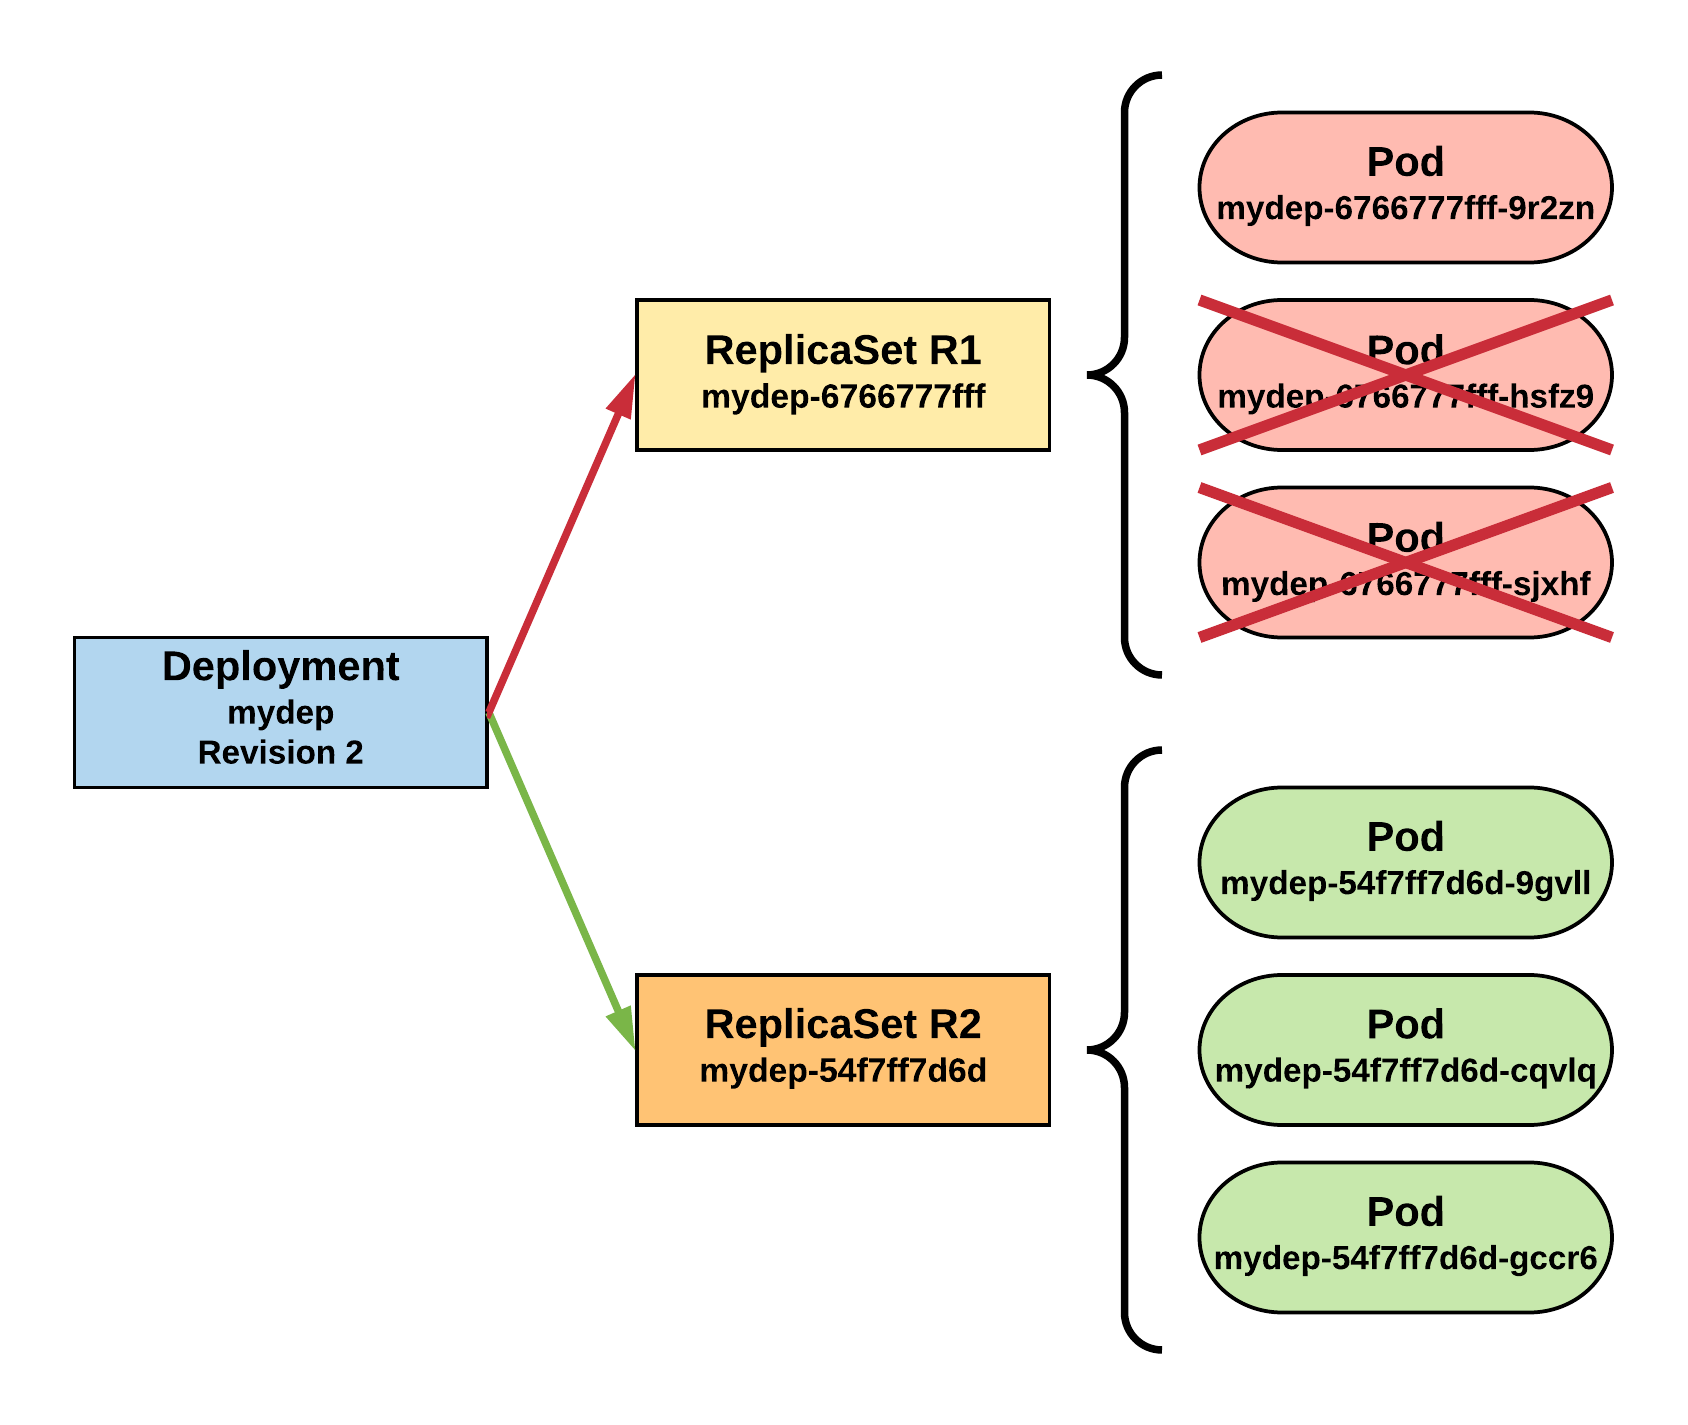 Deployment
mydep
Revision 2
ReplicaSet R1
mydep-6766777fff
Pod
mydep-6766777fff-9r2zn
Pod
mydep-6766777fff-hsfz9
Pod
mydep-6766777fff-sjxhf
ReplicaSet R2
mydep-54f7ff7d6d
Pod
mydep-54f7ff7d6d-9gvll
Pod
mydep-54f7ff7d6d-cqvlq
Pod
mydep-54f7ff7d6d-gccr6